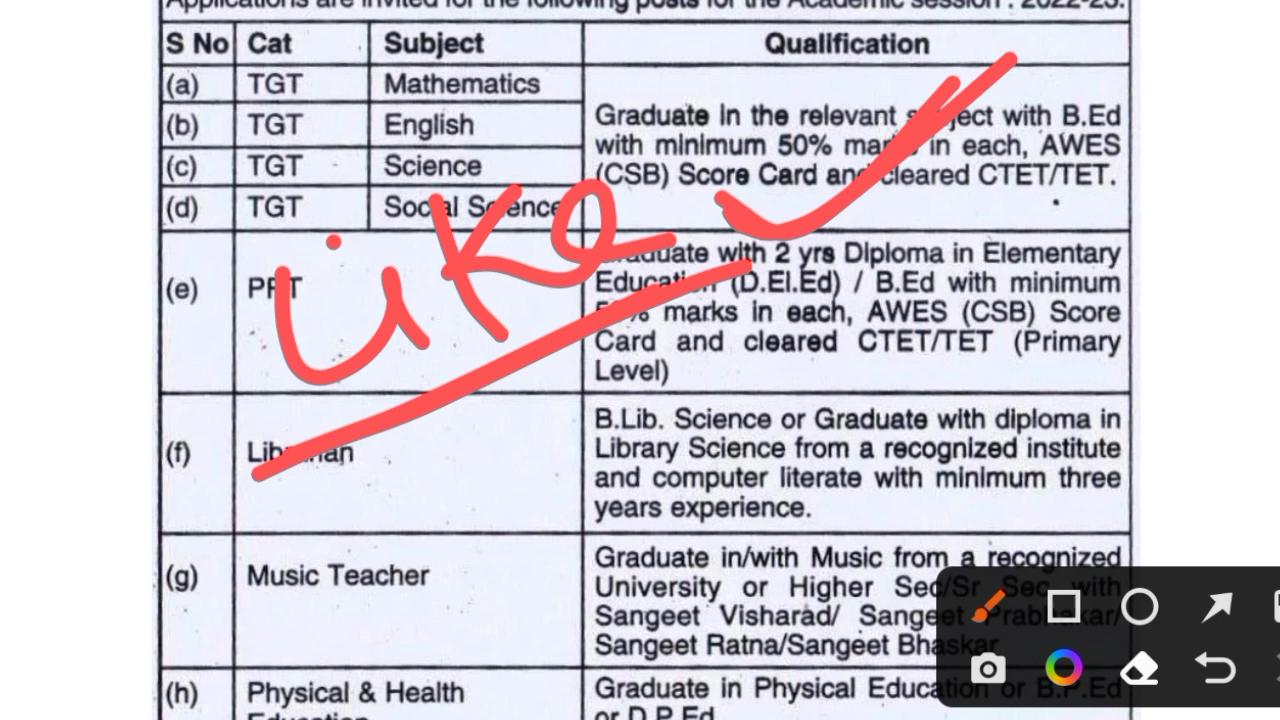 Applications are invited for the following posts for the Academic session : 2022-23.
S No Cat Subject Qualification
(a) TGT Mathematics
(b) TGT English
(c) TGT Science
(d) TGT Social Science
Graduate in the relevant subject with B.Ed
with minimum 50% marks in each, AWES
(CSB) Score Card and cleared CTET/TET.
(e) PRT
Graduate with 2 yrs Diploma in Elementary
Education (D.El.Ed) / B.Ed with minimum
50% marks in each, AWES (CSB) Score
Card and cleared CTET/TET (Primary
Level)
(f) Librarian
B.Lib. Science or Graduate with diploma in
Library Science from a recognized institute
and computer literate with minimum three
years experience.
(g) Music Teacher
Graduate in/with Music from a recognized
University or Higher Sec/Sr Sec with
Sangeet Visharad/ Sangeet Prabhakar/
Sangeet Ratna/Sangeet Bhaskar
(h) Physical & Health
Education
Graduate in Physical Education or B.P.Ed
or D.P.Ed
Like